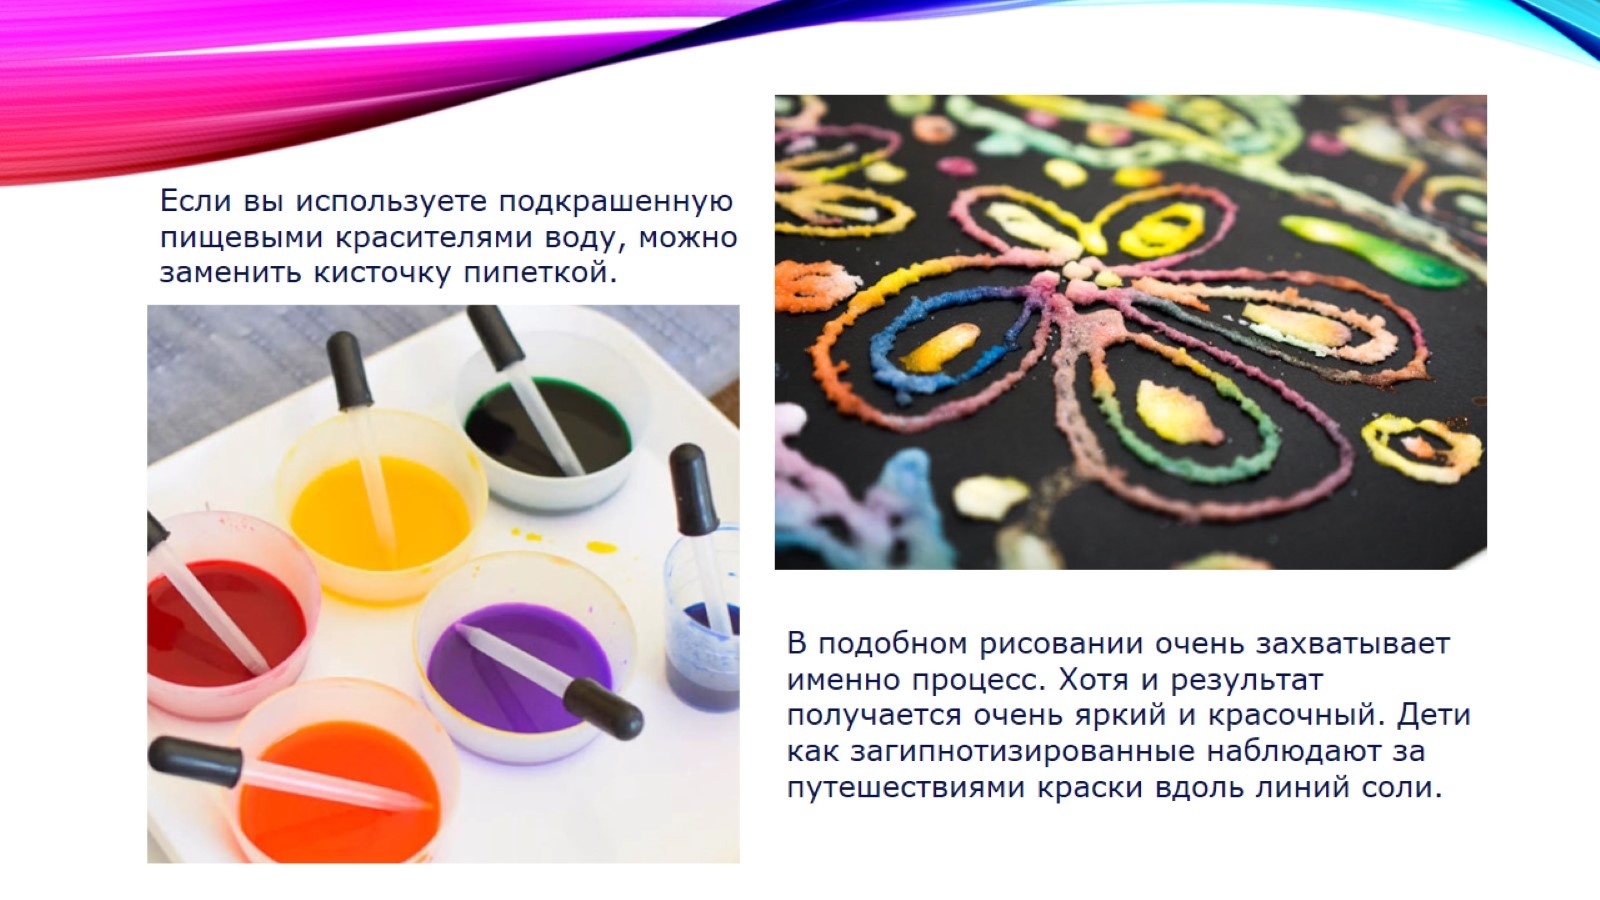 Если вы используете подкрашенную
пищевыми красителями воду, можно
заменить кисточку пипеткой.
В подобном рисовании очень захватывает
именно процесс. Хотя и результат
получается очень яркий и красочный. Дети
как загипнотизированные наблюдают за
путешествиями краски вдоль линий соли.